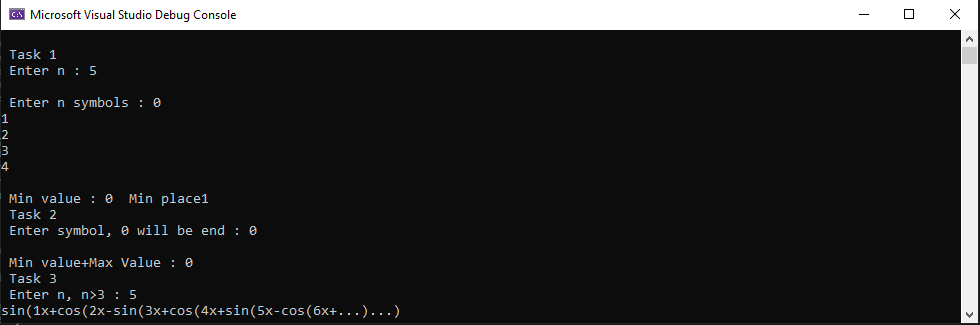 Microsoft Visual Studio Debug Console
Task 1
Enter n : 5
Enter n symbols : 0
1
2
3
4
Min value : 0  Min place1
Task 2
Enter symbol, 0 will be end : 0
Min value+Max Value : 0
Task 3
Enter n, n>3 : 5
sin(1x+cos(2x-sin(3x+cos(4x+sin(5x-cos(6x+...)...)